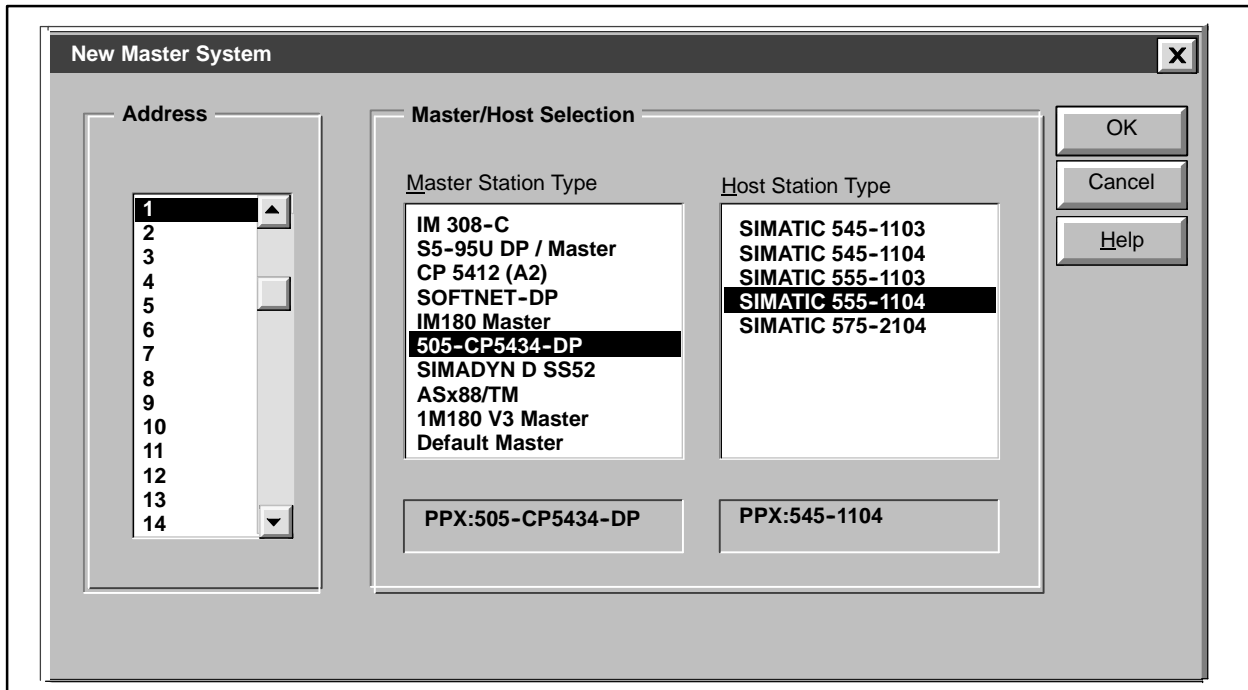 New Master System
X
Address
1
2
3
4
5
6
7
8
9
10
11
12
13
14
Master/Host Selection
Master Station Type
IM 308-C
S5-95U DP / Master
CP 5412 (A2)
SOFTNET-DP
IM180 Master
505-CP5434-DP
SIMADYN D SS52
ASx88/TM
1M180 V3 Master
Default Master
PPX:505-CP5434-DP
Host Station Type
SIMATIC 545-1103
SIMATIC 545-1104
SIMATIC 555-1103
SIMATIC 555-1104
SIMATIC 575-2104
PPX:545-1104
OK
Cancel
Help